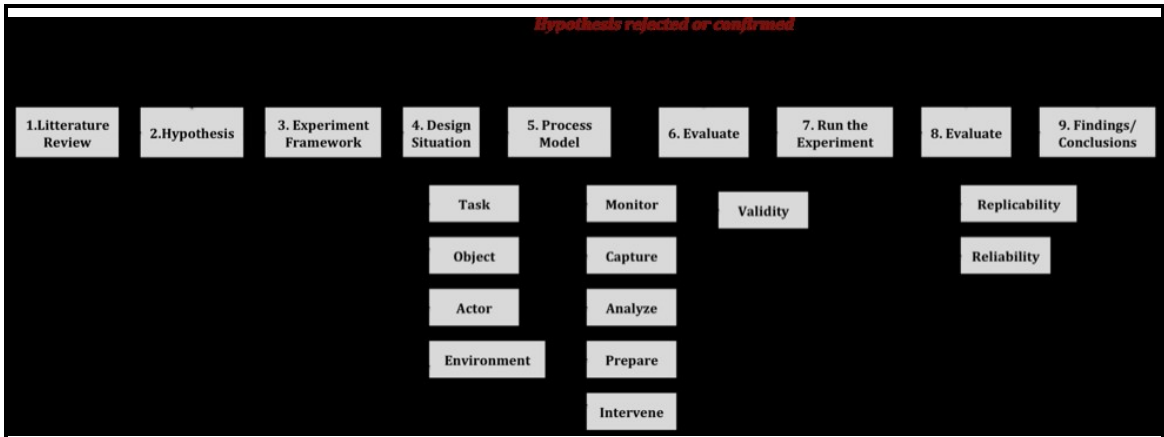 Hypothesis rejected or confirmed
1.Litterature
Review
2.Hypothesis
3. Experiment
Framework
4. Design
Situation
5. Process
Model
6. Evaluate
7. Run the
Experiment
8. Evaluate
9. Findings/
Conclusions
Task
Object
Actor
Environment
Monitor
Capture
Analyze
Prepare
Intervene
Validity
Replicability
Reliability